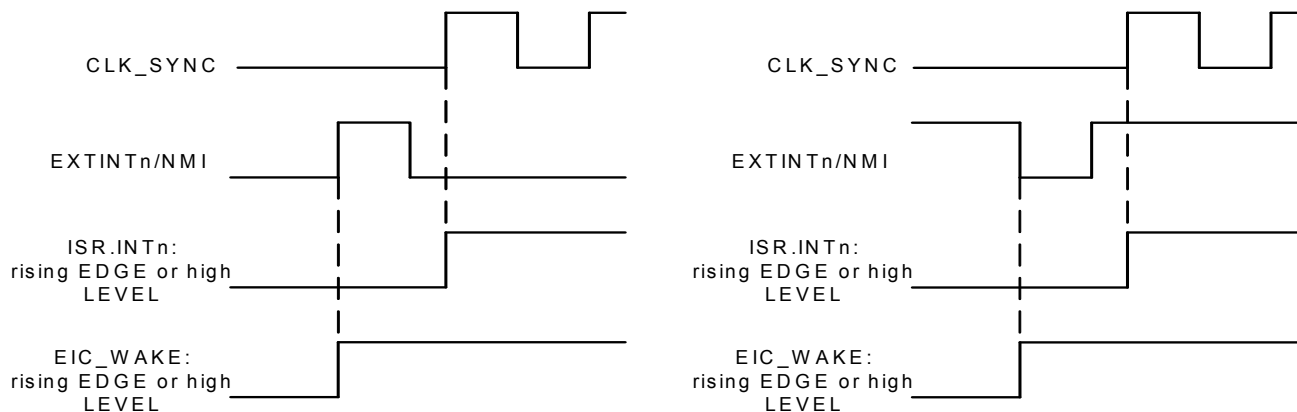 CLK_SYNC
EXTINTn/NMI
ISR.INTn:
rising EDGE or high
LEVEL
EIC_WAKE:
rising EDGE or high
LEVEL
CLK_SYNC
EXTINTn/NMI
ISR.INTn:
rising EDGE or high
LEVEL
EIC_WAKE:
rising EDGE or high
LEVEL